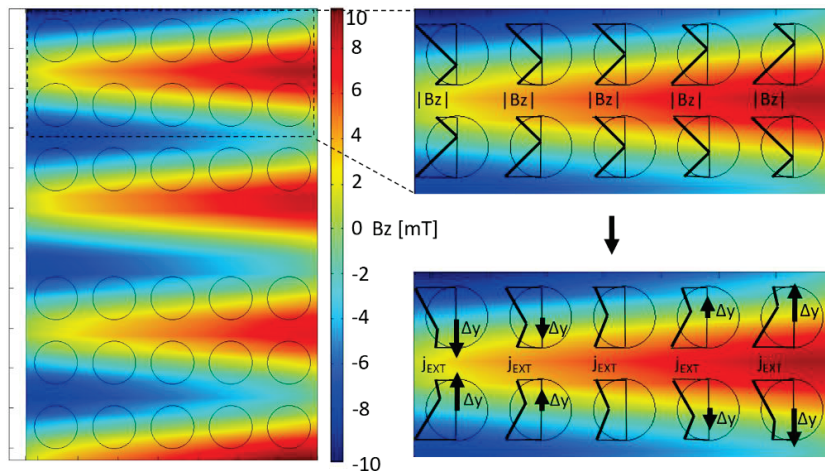 10
8
6
4
2
0 Bz [mT]
-2
-4
-6
-8
-10
|Bz| |Bz| |Bz| |Bz| |Bz|
Δy Δy Δy Δy
jEXT jEXT jEXT jEXT jEXT
Δy Δy Δy Δy